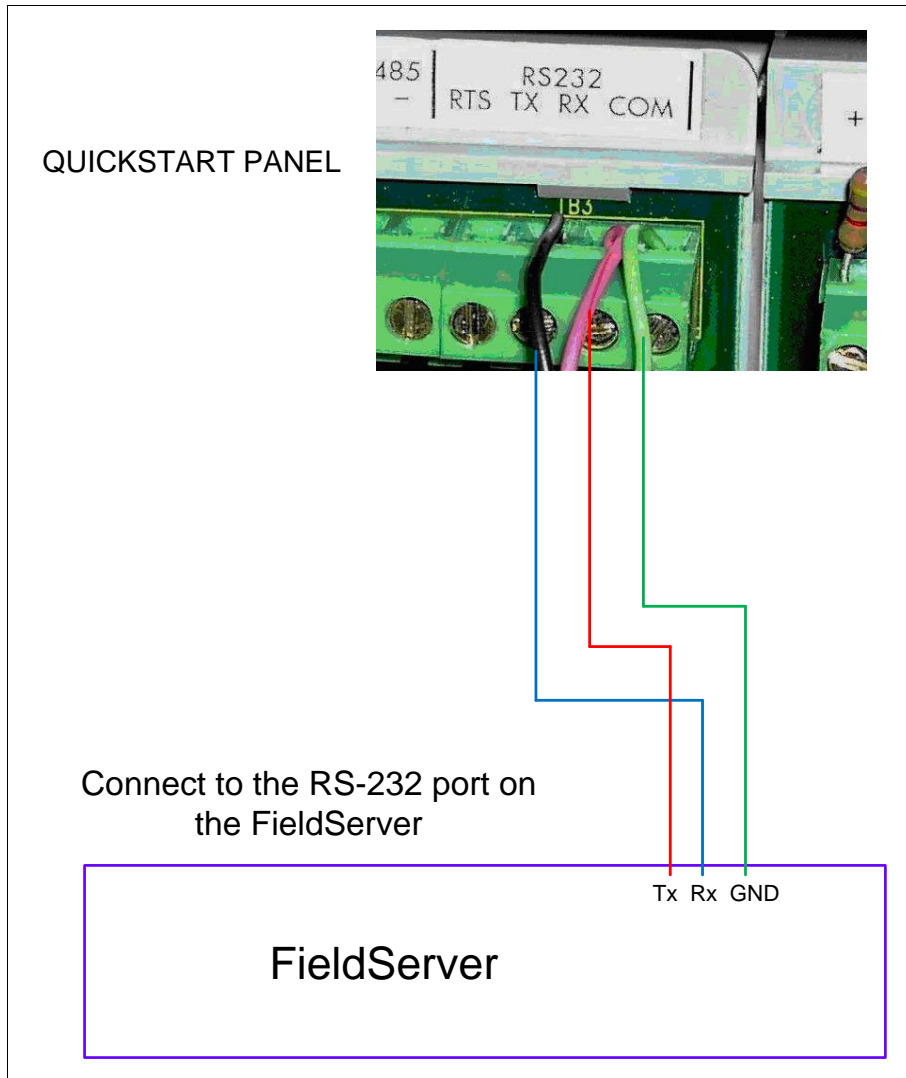 485
RS232
- RTS TX RX COM
+
QUICKSTART PANEL
TB3
Connect to the RS-232 port on
the FieldServer
Tx Rx GND
FieldServer